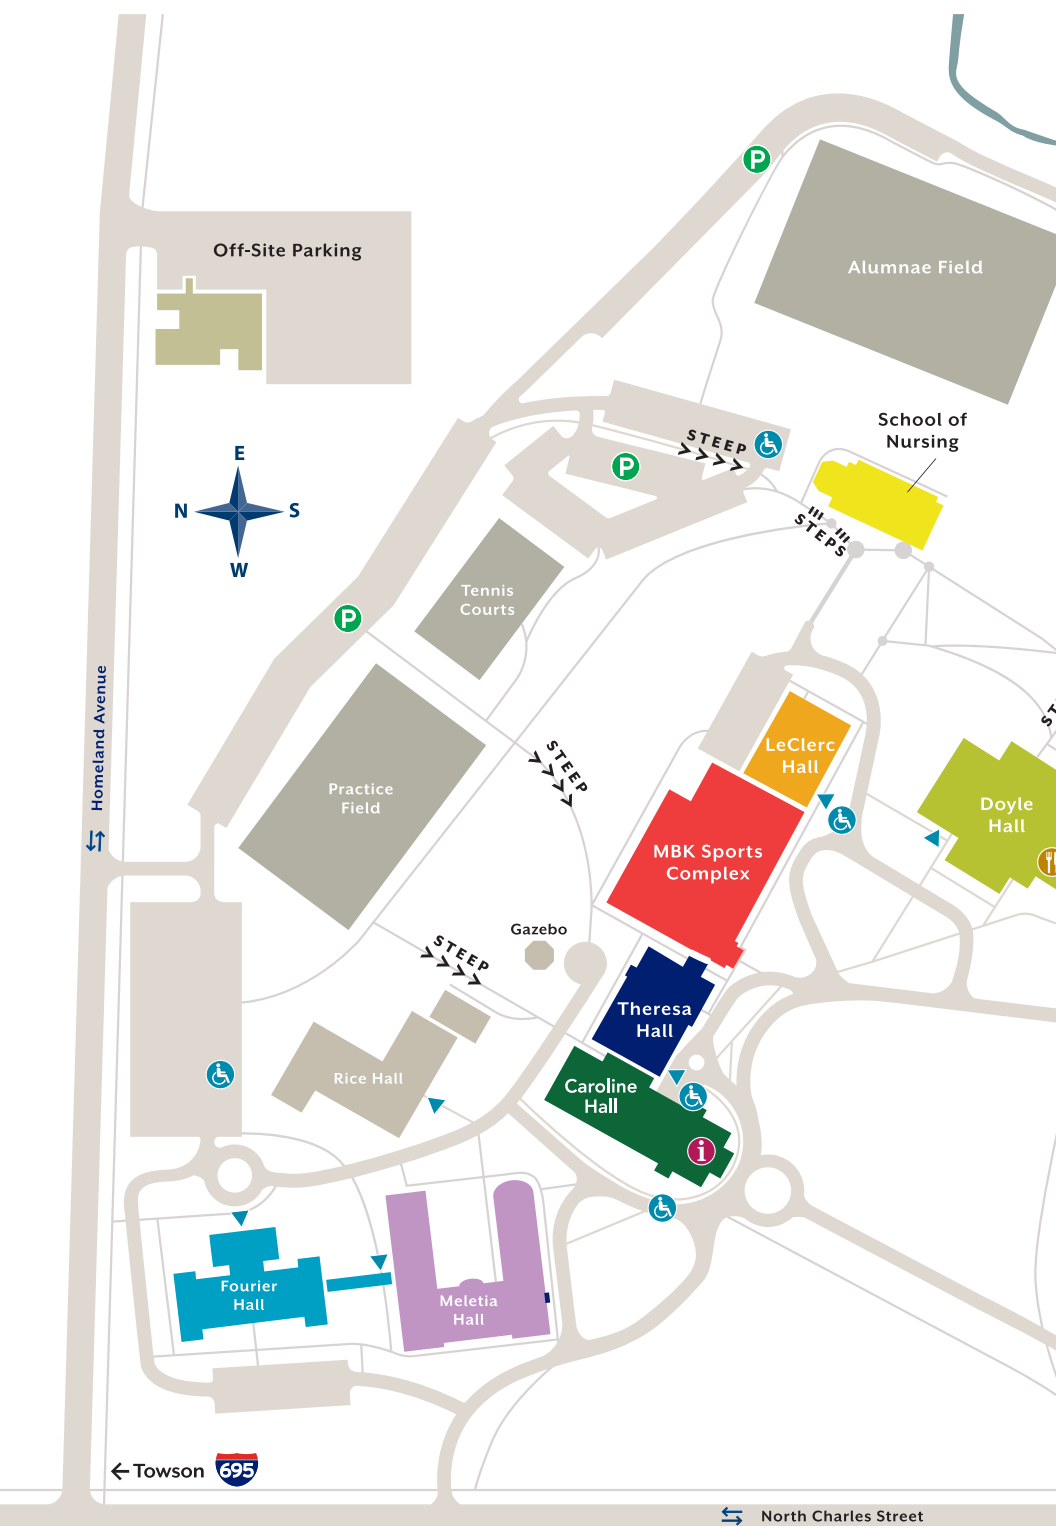 P
Off-Site Parking
Alumnae Field
School of
Nursing
STEEP
P
E
N
S
W
STEPS
Tennis
Courts
P
Homeland Avenue
LeClerc
Hall
STEEP
Practice
Field
Doyle
Hall
MBK Sports
Complex
Gazebo
STEEP
Theresa
Hall
Rice Hall
Caroline
Hall
i
Fourier
Hall
Meletia
Hall
Towson
695
North Charles Street